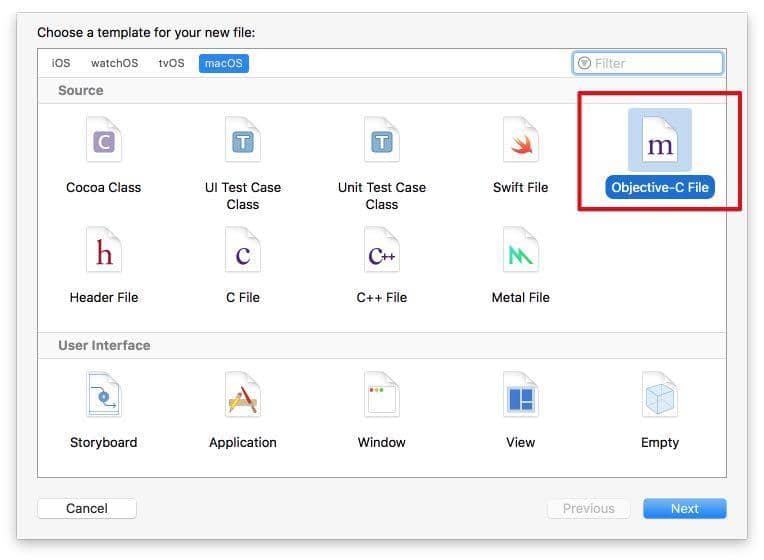 Choose a template for your new file:
iOS watchOS tvOS macOS Filter
Source
C T T m
Cocoa Class UI Test Case Class Unit Test Case Class Swift File Objective-C File
h C C++
Header File C File C++ File Metal File
User Interface
Storyboard Application Window View Empty
Cancel Previous Next